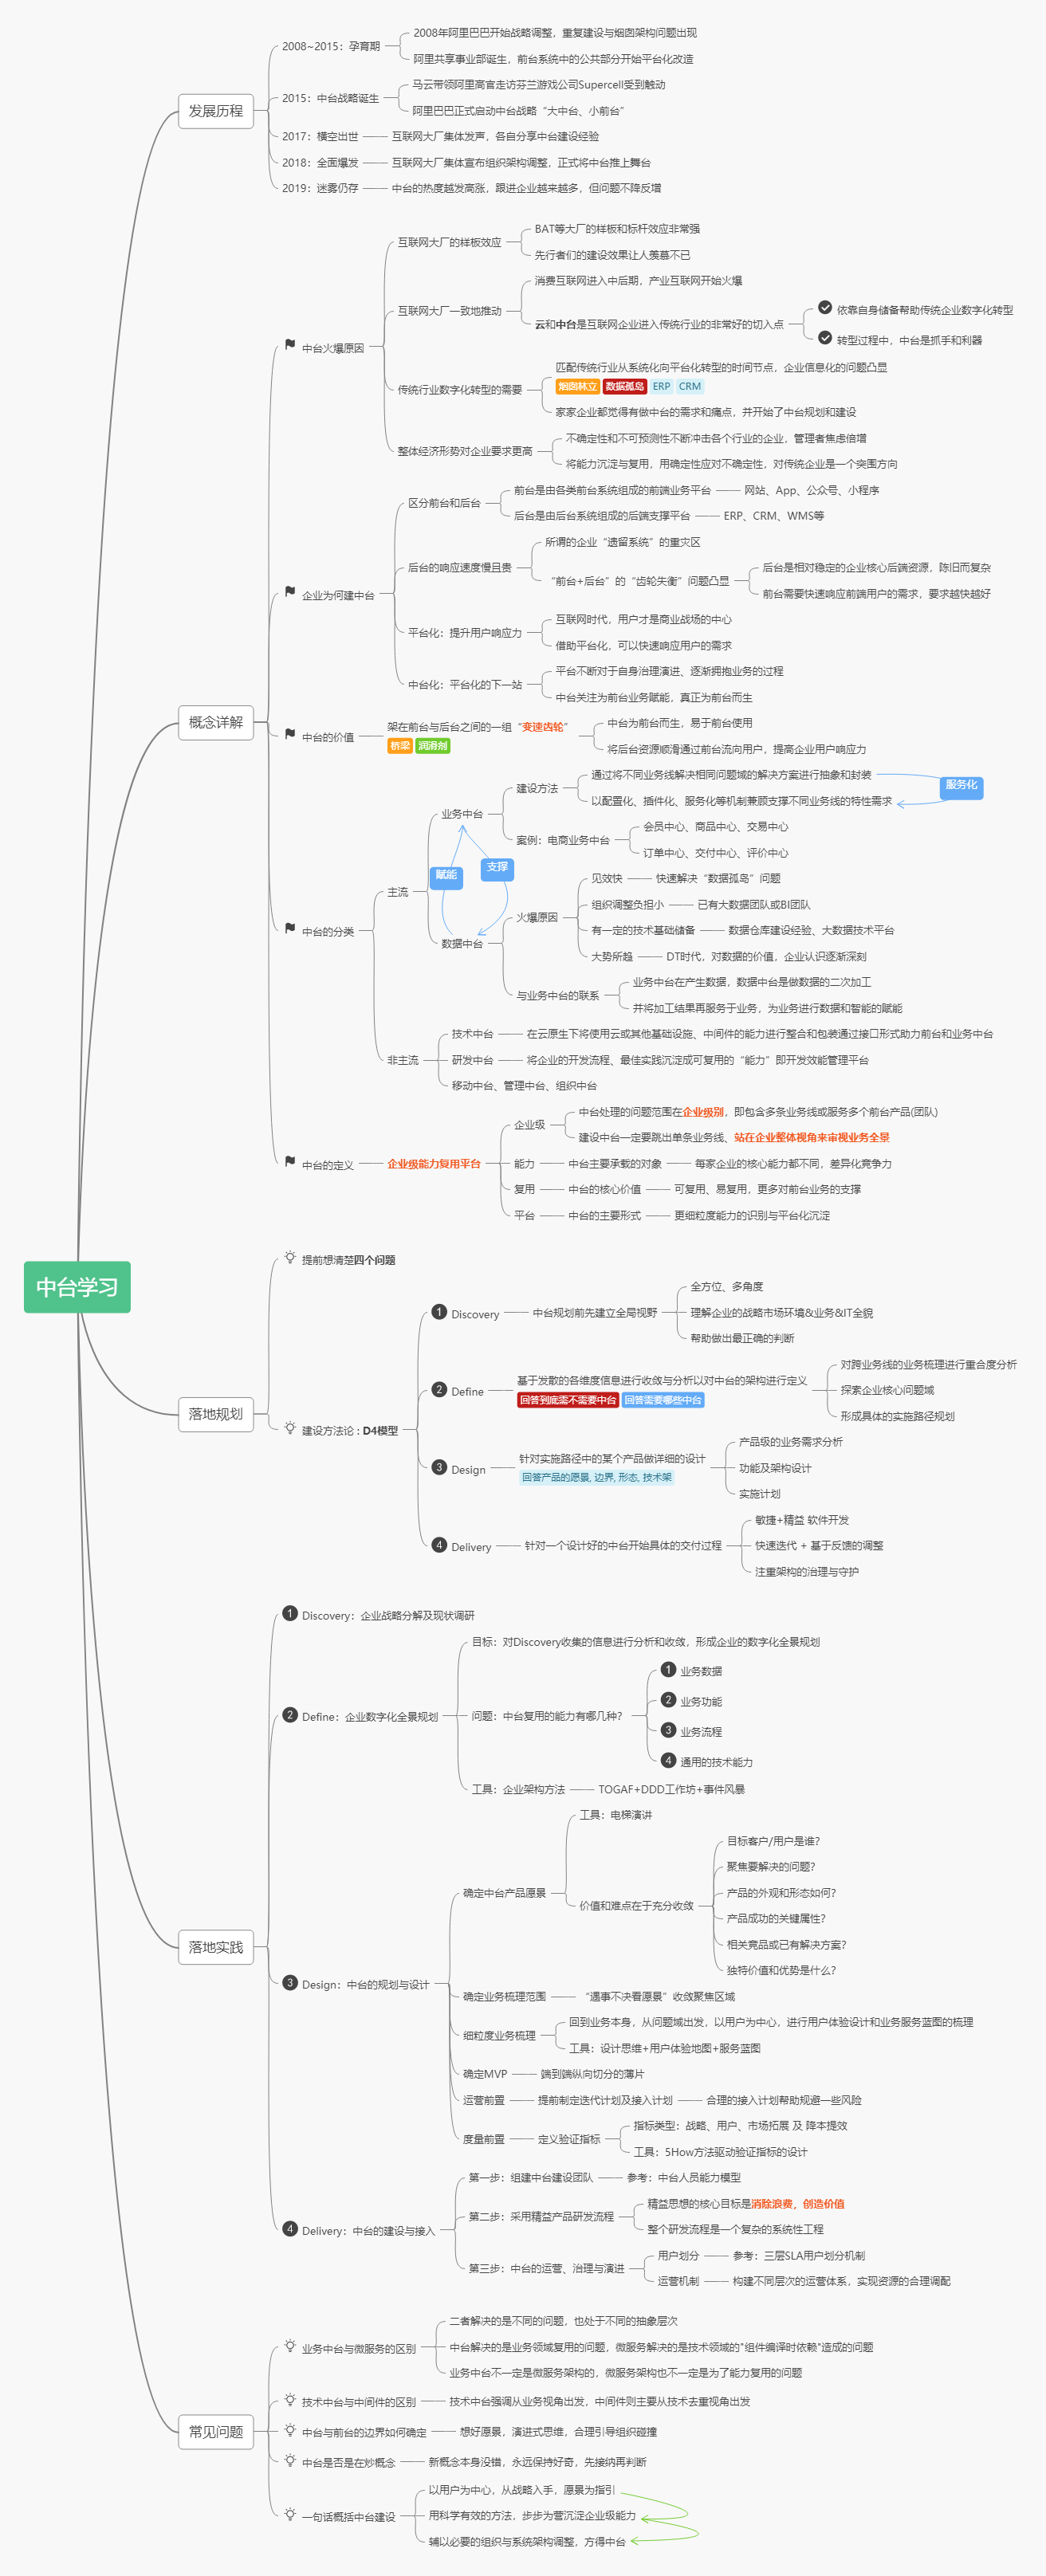 中台学习
发展历程
2008~2015：孕育期
2008年阿里巴巴开始战略调整，重复建设与烟囱架构问题出现
阿里共享事业部诞生，前台系统中的公共部分开始平台化改造
2015：中台战略诞生
马云带领阿里高官走访芬兰游戏公司Supercell受到触动
阿里巴巴正式启动中台战略“大中台、小前台”
2017：横空出世
互联网大厂集体发声，各自分享中台建设经验
2018：全面爆发
互联网大厂集体宣布组织架构调整，正式将中台推上舞台
2019：迷雾仍存
中台的热度越发高涨，跟进企业越来越多，但问题不降反增
概念详解
中台火爆原因
互联网大厂的样板效应
BAT等大厂的样板和标杆效应非常强
先行者们的建设效果让人羡慕不已
互联网大厂一致地推动
消费互联网进入中后期，产业互联网开始火爆
云和中台是互联网企业进入传统行业的非常好的切入点
依靠自身储备帮助传统企业数字化转型
转型过程中，中台是抓手和利器
传统行业数字化转型的需要
匹配传统行业从系统化向平台化转型的时间节点，企业信息化的问题凸显
烟囱林立 数据孤岛 ERP CRM
家家企业都觉得有做中台的需求和痛点，并开始了中台规划和建设
整体经济形势对企业要求更高
不确定性和不可预测性不断冲击各个行业的企业，管理者焦虑倍增
将能力沉淀与复用，用确定性应对不确定性，对传统企业是一个突围方向
企业为何建中台
区分前台和后台
前台是由各类前台系统组成的前端业务平台
网站、App、公众号、小程序
后台是由后台系统组成的后端支撑平台
ERP、CRM、WMS等
后台的响应速度慢且贵
所谓的企业“遗留系统”的重灾区
“前台+后台”的“齿轮失衡”问题凸显
后台是相对稳定的企业核心后端资源，陈旧而复杂
前台需要快速响应前端用户的需求，要求越快越好
平台化：提升用户响应力
互联网时代，用户才是商业战场的中心
借助平台化，可以快速响应用户的需求
中台化：平台化的下一站
平台不断对于自身治理演进、逐渐拥抱业务的过程
中台关注为前台业务赋能，真正为前台而生
中台的价值
架在前台与后台之间的一组“变速齿轮”
桥梁 润滑剂
中台为前台而生，易于前台使用
将后台资源顺滑通过前台流向用户，提高企业用户响应力
中台的分类
主流
业务中台
建设方法
通过将不同业务线解决相同问题域的解决方案进行抽象和封装
以配置化、插件化、服务化等机制兼顾支撑不同业务线的特性需求
服务化
案例：电商业务中台
会员中心、商品中心、交易中心
订单中心、交付中心、评价中心
赋能
支撑
数据中台
火爆原因
见效快
快速解决“数据孤岛”问题
组织调整负担小
已有大数据团队或BI团队
有一定的技术基础储备
数据仓库建设经验、大数据技术平台
大势所趋
DT时代，对数据的价值，企业认识逐渐深刻
与业务中台的联系
业务中台在产生数据，数据中台是做数据的二次加工
并将加工结果再服务于业务，为业务进行数据和智能的赋能
非主流
技术中台
在云原生下将使用云或其他基础设施、中间件的能力进行整合和包装通过接口形式助力前台和业务中台
研发中台
将企业的开发流程、最佳实践沉淀成可复用的“能力”即开发效能管理平台
移动中台、管理中台、组织中台
中台的定义
企业级能力复用平台
企业级
中台处理的问题范围在企业级别，即包含多条业务线或服务多个前台产品(团队)
建设中台一定要跳出单条业务线、站在企业整体视角来审视业务全景
能力
中台主要承载的对象
每家企业的核心能力都不同，差异化竞争力
复用
中台的核心价值
可复用、易复用，更多对前台业务的支撑
平台
中台的主要形式
更细粒度能力的识别与平台化沉淀
落地规划
提前想清楚四个问题
建设方法论：D4模型
1 Discovery
中台规划前先建立全局视野
全方位、多角度
理解企业的战略市场环境&业务&IT全貌
帮助做出最正确的判断
2 Define
基于发散的各维度信息进行收敛与分析以对中台的架构进行定义
回答到底需不需要中台 回答需要哪些中台
对跨业务线的业务梳理进行重合度分析
探索企业核心问题域
形成具体的实施路径规划
3 Design
针对实施路径中的某个产品做详细的设计
回答产品的愿景, 边界, 形态, 技术架
产品级的业务需求分析
功能及架构设计
实施计划
4 Delivery
针对一个设计好的中台开始具体的交付过程
敏捷+精益 软件开发
快速迭代 + 基于反馈的调整
注重架构的治理与守护
落地实践
1 Discovery：企业战略分解及现状调研
2 Define：企业数字化全景规划
目标：对Discovery收集的信息进行分析和收敛，形成企业的数字化全景规划
问题：中台复用的能力有哪几种？
1 业务数据
2 业务功能
3 业务流程
4 通用的技术能力
工具：企业架构方法
TOGAF+DDD工作坊+事件风暴
3 Design：中台的规划与设计
确定中台产品愿景
工具：电梯演讲
价值和难点在于充分收敛
目标客户/用户是谁？
聚焦要解决的问题？
产品的外观和形态如何？
产品成功的关键属性？
相关竞品或已有解决方案？
独特价值和优势是什么？
确定业务梳理范围
“遇事不决看愿景”收敛聚焦区域
细粒度业务梳理
回到业务本身，从问题域出发，以用户为中心，进行用户体验设计和业务服务蓝图的梳理
工具：设计思维+用户体验地图+服务蓝图
确定MVP
端到端纵向切分的薄片
运营前置
提前制定迭代计划及接入计划
合理的接入计划帮助规避一些风险
度量前置
定义验证指标
指标类型：战略、用户、市场拓展 及 降本提效
工具：5How方法驱动验证指标的设计
4 Delivery：中台的建设与接入
第一步：组建中台建设团队
参考：中台人员能力模型
第二步：采用精益产品研发流程
精益思想的核心目标是消除浪费，创造价值
整个研发流程是一个复杂的系统性工程
第三步：中台的运营、治理与演进
用户划分
参考：三层SLA用户划分机制
运营机制
构建不同层次的运营体系，实现资源的合理调配
常见问题
业务中台与微服务的区别
二者解决的是不同的问题，也处于不同的抽象层次
中台解决的是业务领域复用的问题，微服务解决的是技术领域的"组件编译时依赖"造成的问题
业务中台不一定是微服务架构的，微服务架构也不一定是为了能力复用的问题
技术中台与中间件的区别
技术中台强调从业务视角出发，中间件则主要从技术去重视角出发
中台与前台的边界如何确定
想好愿景，演进式思维，合理引导组织碰撞
中台是否是在炒概念
新概念本身没错，永远保持好奇，先接纳再判断
一句话概括中台建设
以用户为中心，从战略入手，愿景为指引
用科学有效的方法，步步为营沉淀企业级能力
辅以必要的组织与系统架构调整，方得中台